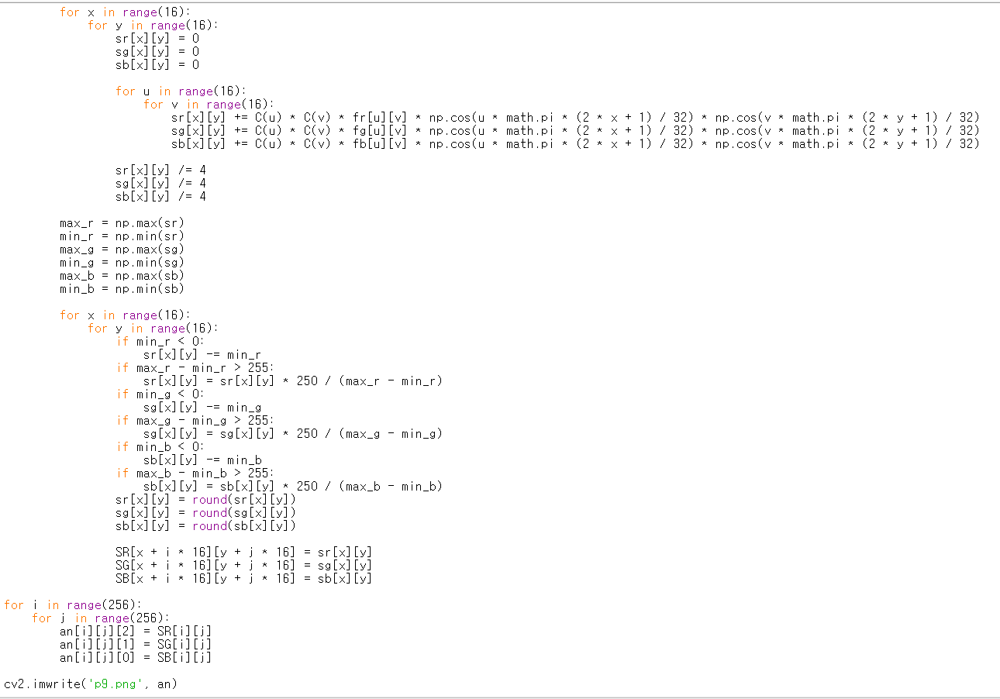 for x in range(16):
for y in range(16):
sr[x][y] = 0
sg[x][y] = 0
sb[x][y] = 0
for u in range(16):
for v in range(16):
sr[x][y] += C(u) * C(v) * fr[u][v] * np.cos(u * math.pi * (2 * x + 1) / 32) * np.cos(v * math.pi * (2 * y + 1) / 32)
sg[x][y] += C(u) * C(v) * fg[u][v] * np.cos(u * math.pi * (2 * x + 1) / 32) * np.cos(v * math.pi * (2 * y + 1) / 32)
sb[x][y] += C(u) * C(v) * fb[u][v] * np.cos(u * math.pi * (2 * x + 1) / 32) * np.cos(v * math.pi * (2 * y + 1) / 32)
sr[x][y] /= 4
sg[x][y] /= 4
sb[x][y] /= 4
max_r = np.max(sr)
min_r = np.min(sr)
max_g = np.max(sg)
min_g = np.min(sg)
max_b = np.max(sb)
min_b = np.min(sb)
for x in range(16):
for y in range(16):
if min_r < 0:
sr[x][y] -= min_r
if max_r - min_r > 255:
sr[x][y] = sr[x][y] * 250 / (max_r - min_r)
if min_g < 0:
sg[x][y] -= min_g
if max_g - min_g > 255:
sg[x][y] = sg[x][y] * 250 / (max_g - min_g)
if min_b < 0:
sb[x][y] -= min_b
if max_b - min_b > 255:
sb[x][y] = sb[x][y] * 250 / (max_b - min_b)
sr[x][y] = round(sr[x][y])
sg[x][y] = round(sg[x][y])
sb[x][y] = round(sb[x][y])
SR[x + i * 16][y + j * 16] = sr[x][y]
SG[x + i * 16][y + j * 16] = sg[x][y]
SB[x + i * 16][y + j * 16] = sb[x][y]
for i in range(256):
for j in range(256):
an[i][j][2] = SR[i][j]
an[i][j][1] = SG[i][j]
an[i][j][0] = SB[i][j]
cv2.imwrite('p9.png', an)